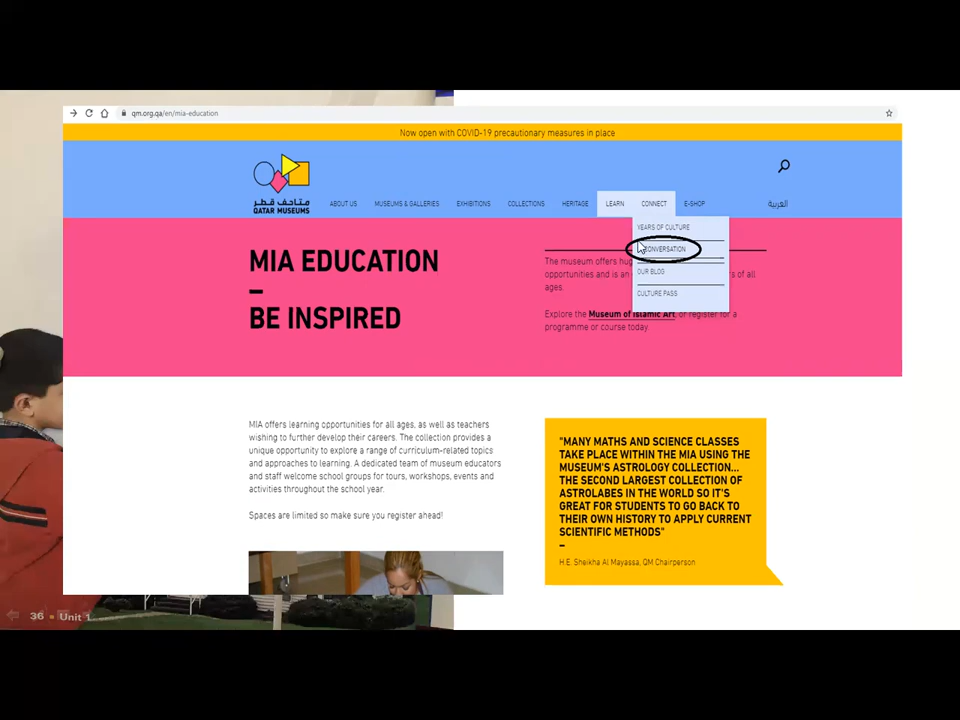 qm.org.qa/en/mia-education
Now open with COVID-19 precautionary measures in place
متاحف قطر
QATAR MUSEUMS
ABOUT US
MUSEUMS & GALLERIES
EXHIBITIONS
COLLECTIONS
HERITAGE
LEARN
CONNECT
E-SHOP
العربية
YEARS OF CULTURE
CONVERSATION
OUR BLOG
CULTURE PASS
MIA EDUCATION
–
BE INSPIRED
The museum offers
opportunities and is an
of all
ages.
Explore the Museum of Islamic Art, or register for a
programme or course today.
MIA offers learning opportunities for all ages, as well as teachers
wishing to further develop their careers. The collection provides a
unique opportunity to explore a range of curriculum-related topics
and approaches to learning. A dedicated team of museum educators
and staff welcome school groups for tours, workshops, events and
activities throughout the school year.
Spaces are limited so make sure you register ahead!
"MANY MATHS AND SCIENCE CLASSES
TAKE PLACE WITHIN THE MIA USING THE
MUSEUM'S ASTROLOGY COLLECTION...
THE SECOND LARGEST COLLECTION OF
ASTROLABES IN THE WORLD SO IT'S
GREAT FOR STUDENTS TO GO BACK TO
THEIR OWN HISTORY TO APPLY CURRENT
SCIENTIFIC METHODS"
–
H.E. Sheikha Al Mayassa, QM Chairperson
36 • Unit 1